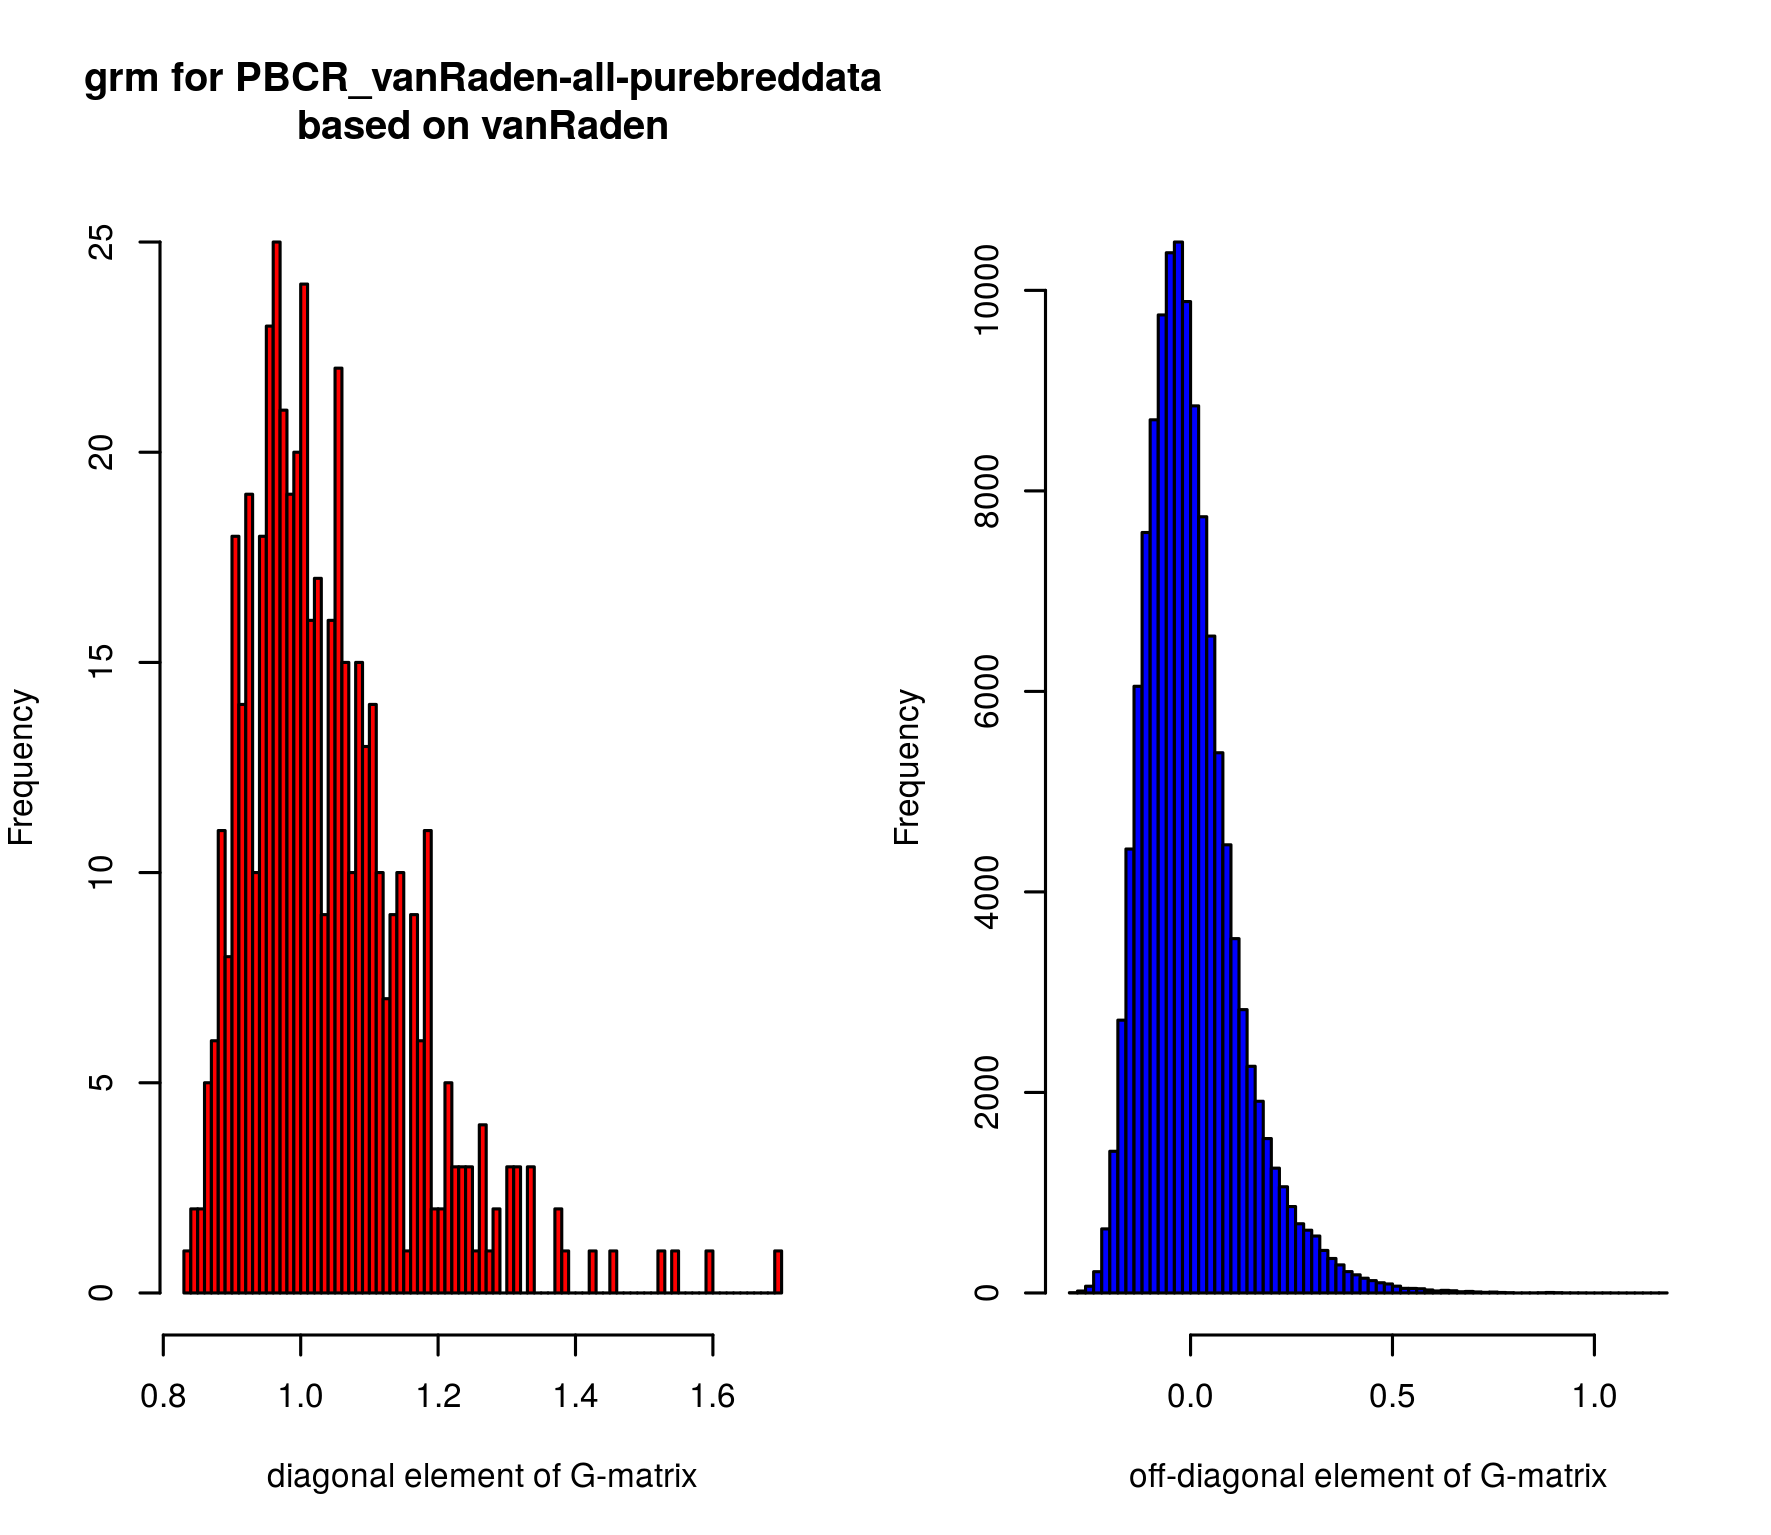 grm for PBCR_vanRaden-all-purebreddata
based on vanRaden
Frequency
25
20
15
10
5
0
0.8 1.0 1.2 1.4 1.6
diagonal element of G-matrix
Frequency
10000
8000
6000
4000
2000
0
0.0 0.5 1.0
off-diagonal element of G-matrix